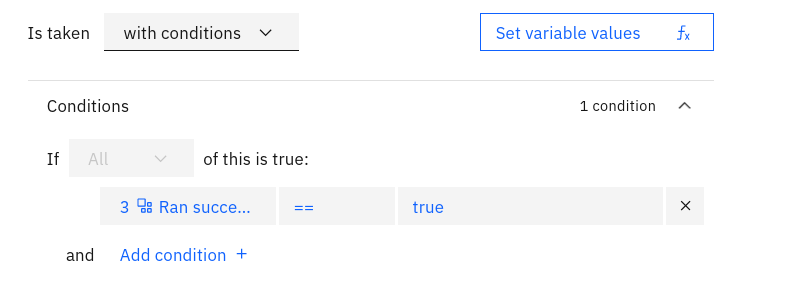 Is taken with conditions Set variable values fx
Conditions 1 condition
If All of this is true:
3 Ran succe... == true
and Add condition +